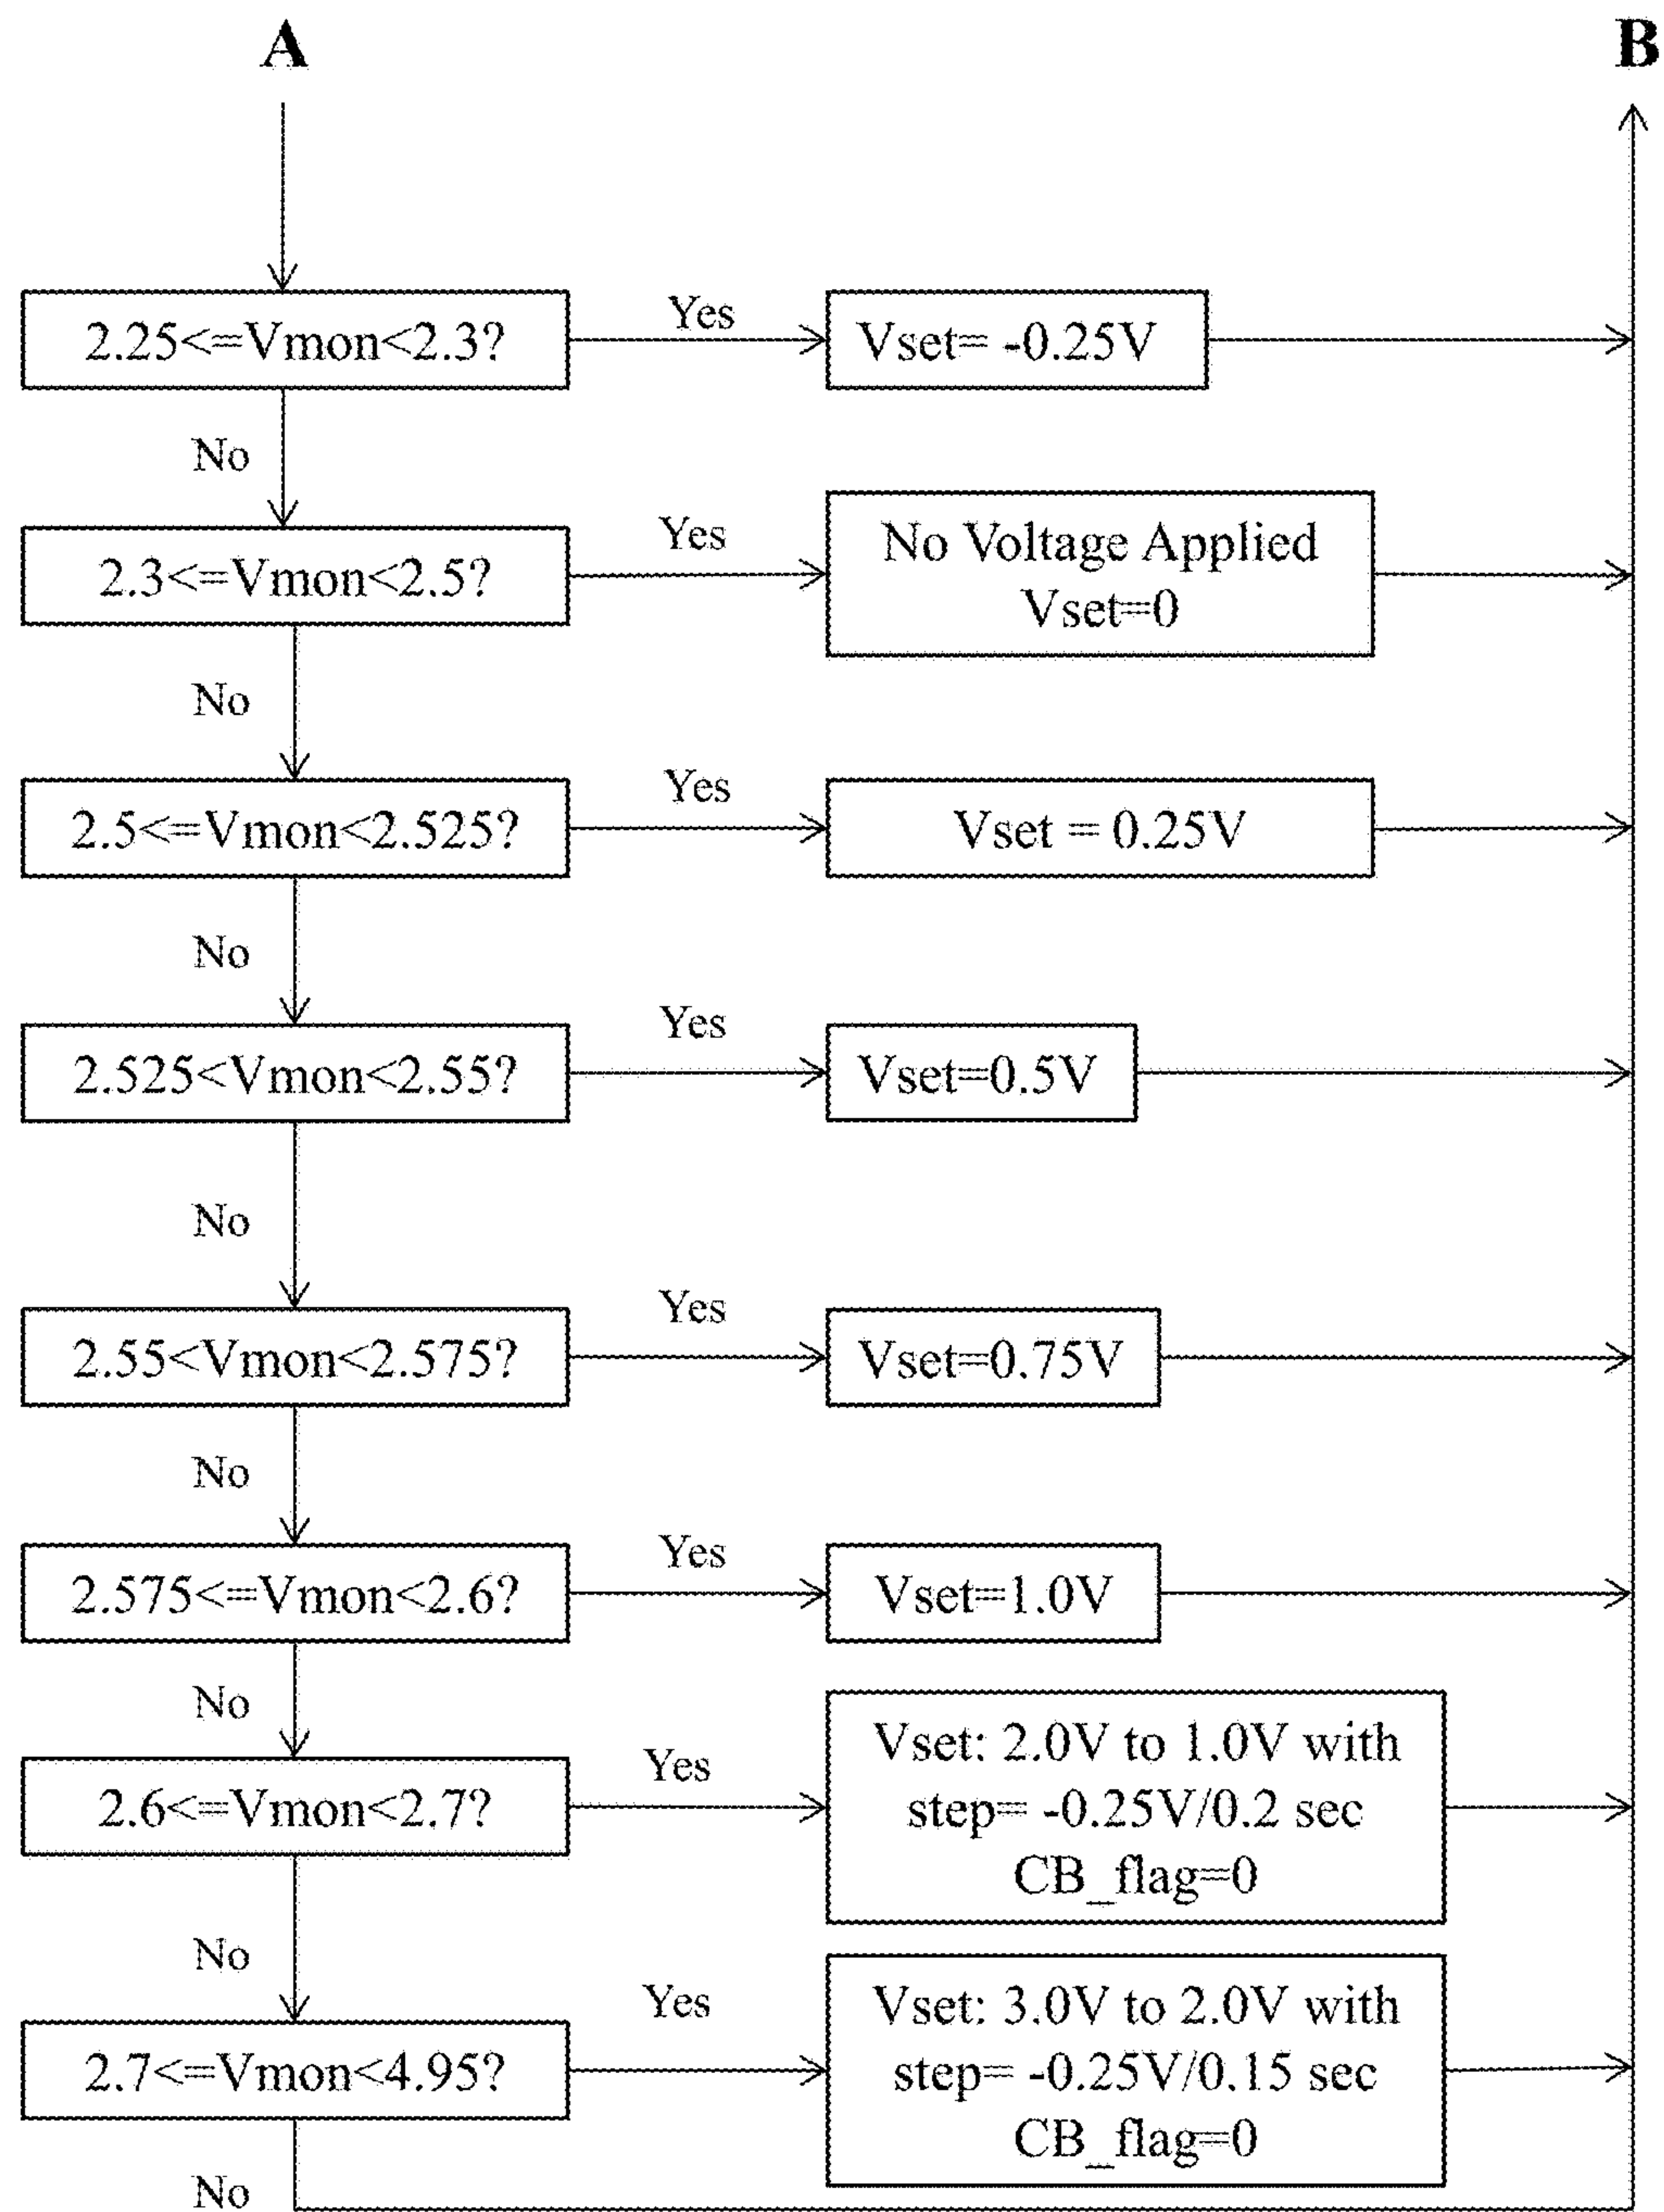 A
B
2.25<=Vmon<2.3?
Yes
Vset= -0.25V
No
2.3<=Vmon<2.5?
Yes
No Voltage Applied
Vset=0
No
2.5<=Vmon<2.525?
Yes
Vset = 0.25V
No
2.525<Vmon<2.55?
Yes
Vset=0.5V
No
2.55<Vmon<2.575?
Yes
Vset=0.75V
No
2.575<=Vmon<2.6?
Yes
Vset=1.0V
No
2.6<=Vmon<2.7?
Yes
Vset: 2.0V to 1.0V with
step= -0.25V/0.2 sec
CB_flag=0
No
2.7<=Vmon<4.95?
Yes
Vset: 3.0V to 2.0V with
step= -0.25V/0.15 sec
CB_flag=0
No